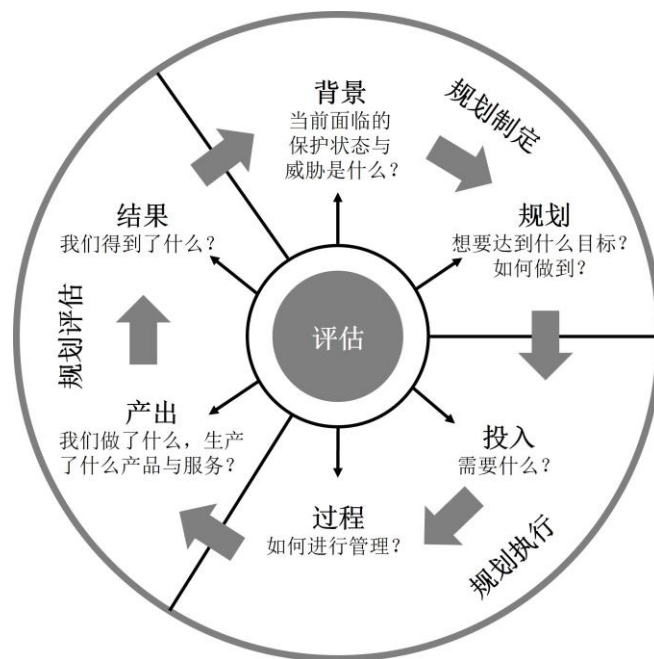 背景
当前面临的
保护状态与
威胁是什么？
规划制定
规划
想要达到什么目标？
如何做到？
投入
需要什么？
规划执行
过程
如何进行管理？
产出
我们做了什么，生产
了什么产品与服务？
规划评估
结果
我们得到了什么？
评估